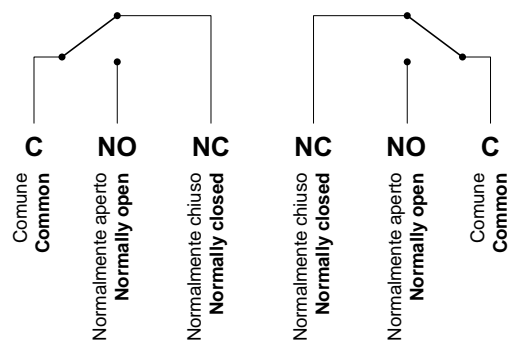 C NO NC NC NO C
Comune
Common
Normalmente aperto
Normally open
Normalmente chiuso
Normally closed
Normalmente chiuso
Normally closed
Normalmente aperto
Normally open
Comune
Common